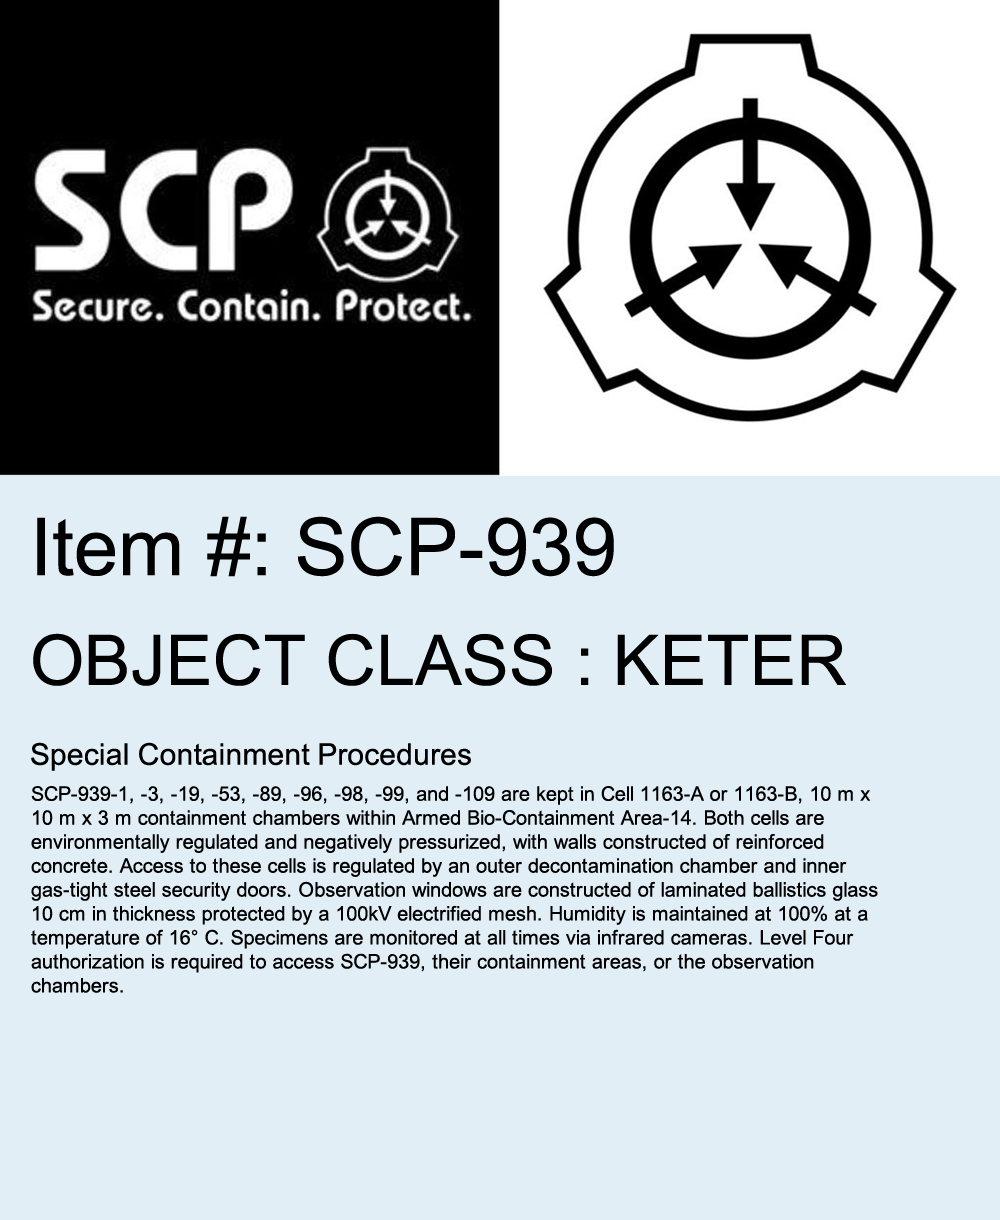 SCP
Secure. Contain. Protect.
Item #: SCP-939
OBJECT CLASS : KETER
Special Containment Procedures
SCP-939-1, -3, -19, -53, -89, -96, -98, -99, and -109 are kept in Cell 1163-A or 1163-B, 10 m x
10 m x 3 m containment chambers within Armed Bio-Containment Area-14. Both cells are
environmentally regulated and negatively pressurized, with walls constructed of reinforced
concrete. Access to these cells is regulated by an outer decontamination chamber and inner
gas-tight steel security doors. Observation windows are constructed of laminated ballistics glass
10 cm in thickness protected by a 100kV electrified mesh. Humidity is maintained at 100% at a
temperature of 16° C. Specimens are monitored at all times via infrared cameras. Level Four
authorization is required to access SCP-939, their containment areas, or the observation
chambers.